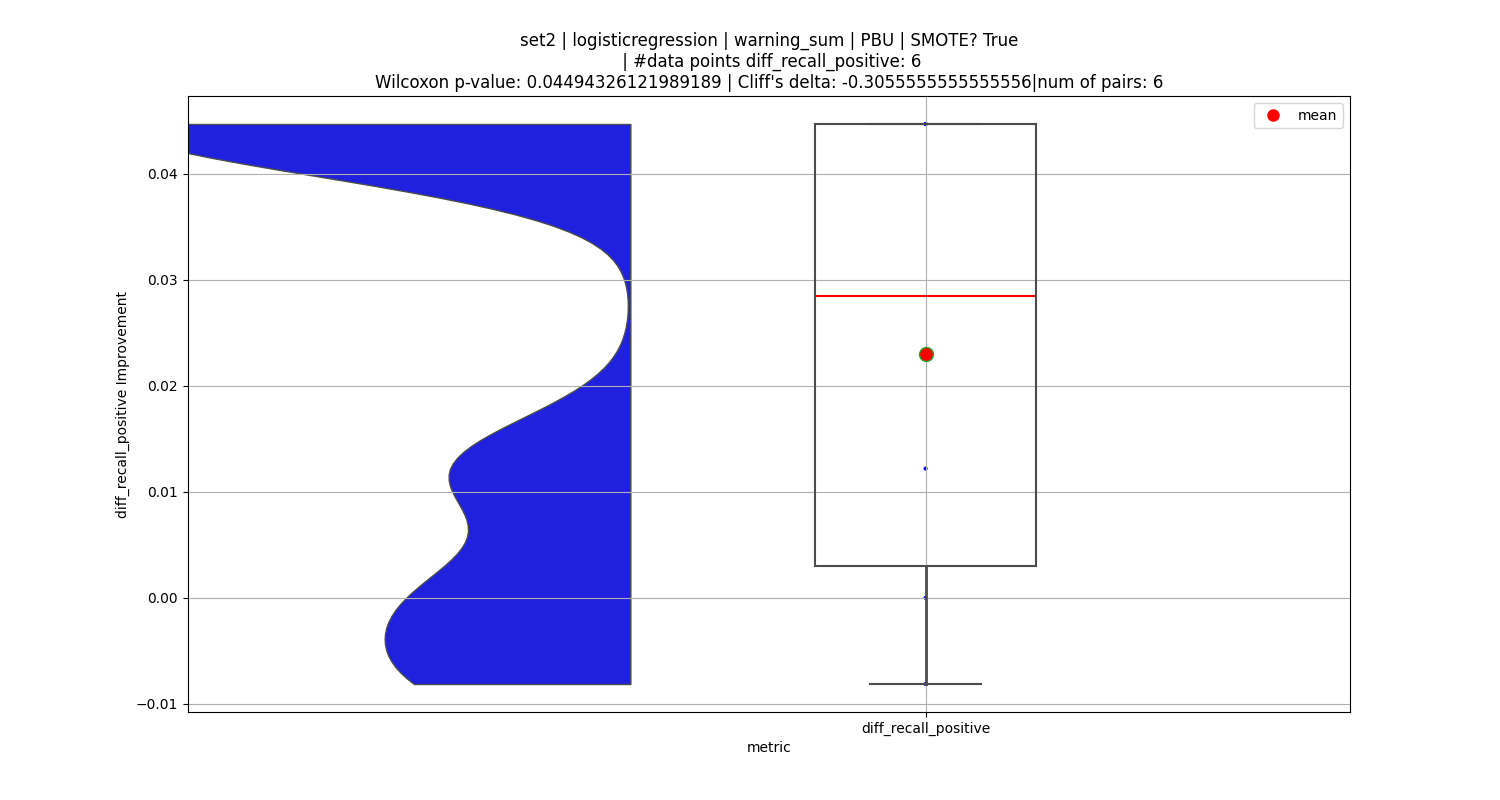 set2 | logisticregression | warning_sum | PBU | SMOTE? True
| #data points diff_recall_positive: 6
Wilcoxon p-value: 0.04494326121989189 | Cliff's delta: -0.3055555555555556|num of pairs: 6
mean
0.04
0.03
0.02
0.01
0.00
−0.01
diff_recall_positive Improvement
diff_recall_positive
metric